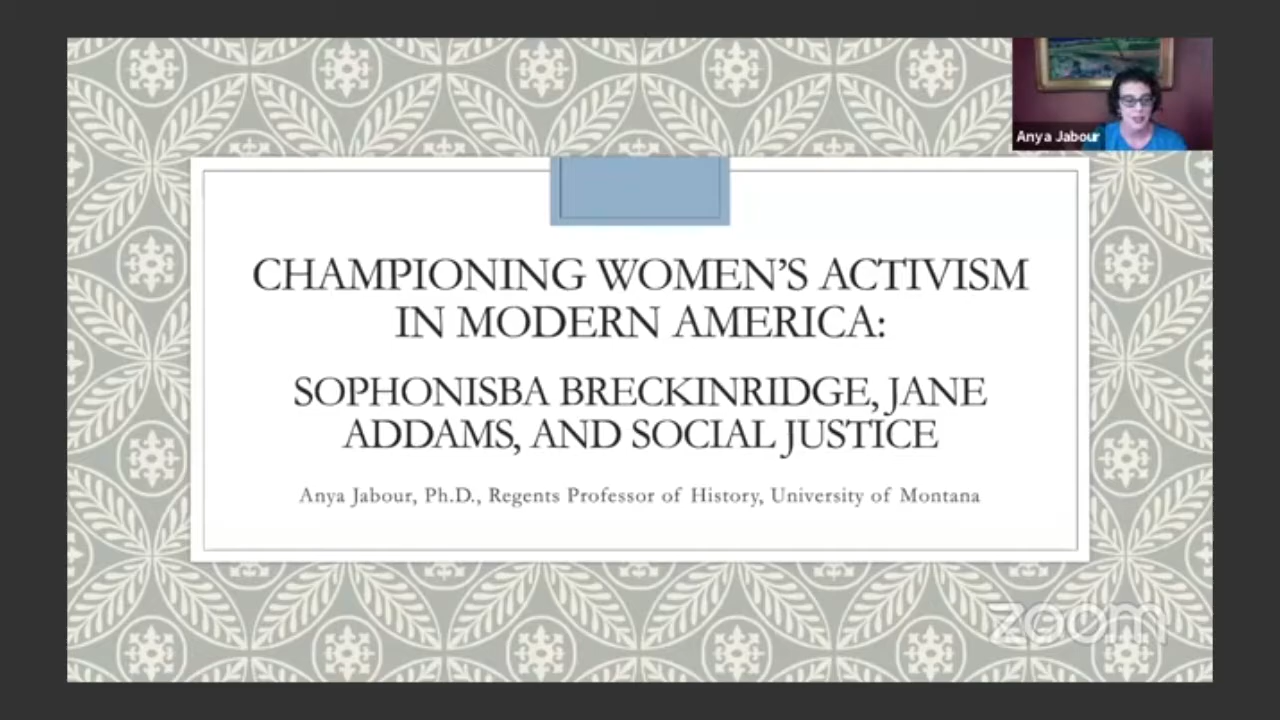 Anya Jabour
CHAMPIONING WOMEN'S ACTIVISM
IN MODERN AMERICA:
SOPHONISBA BRECKINRIDGE, JANE
ADDAMS, AND SOCIAL JUSTICE
Anya Jabour, Ph.D., Regents Professor of History, University of Montana
zoom